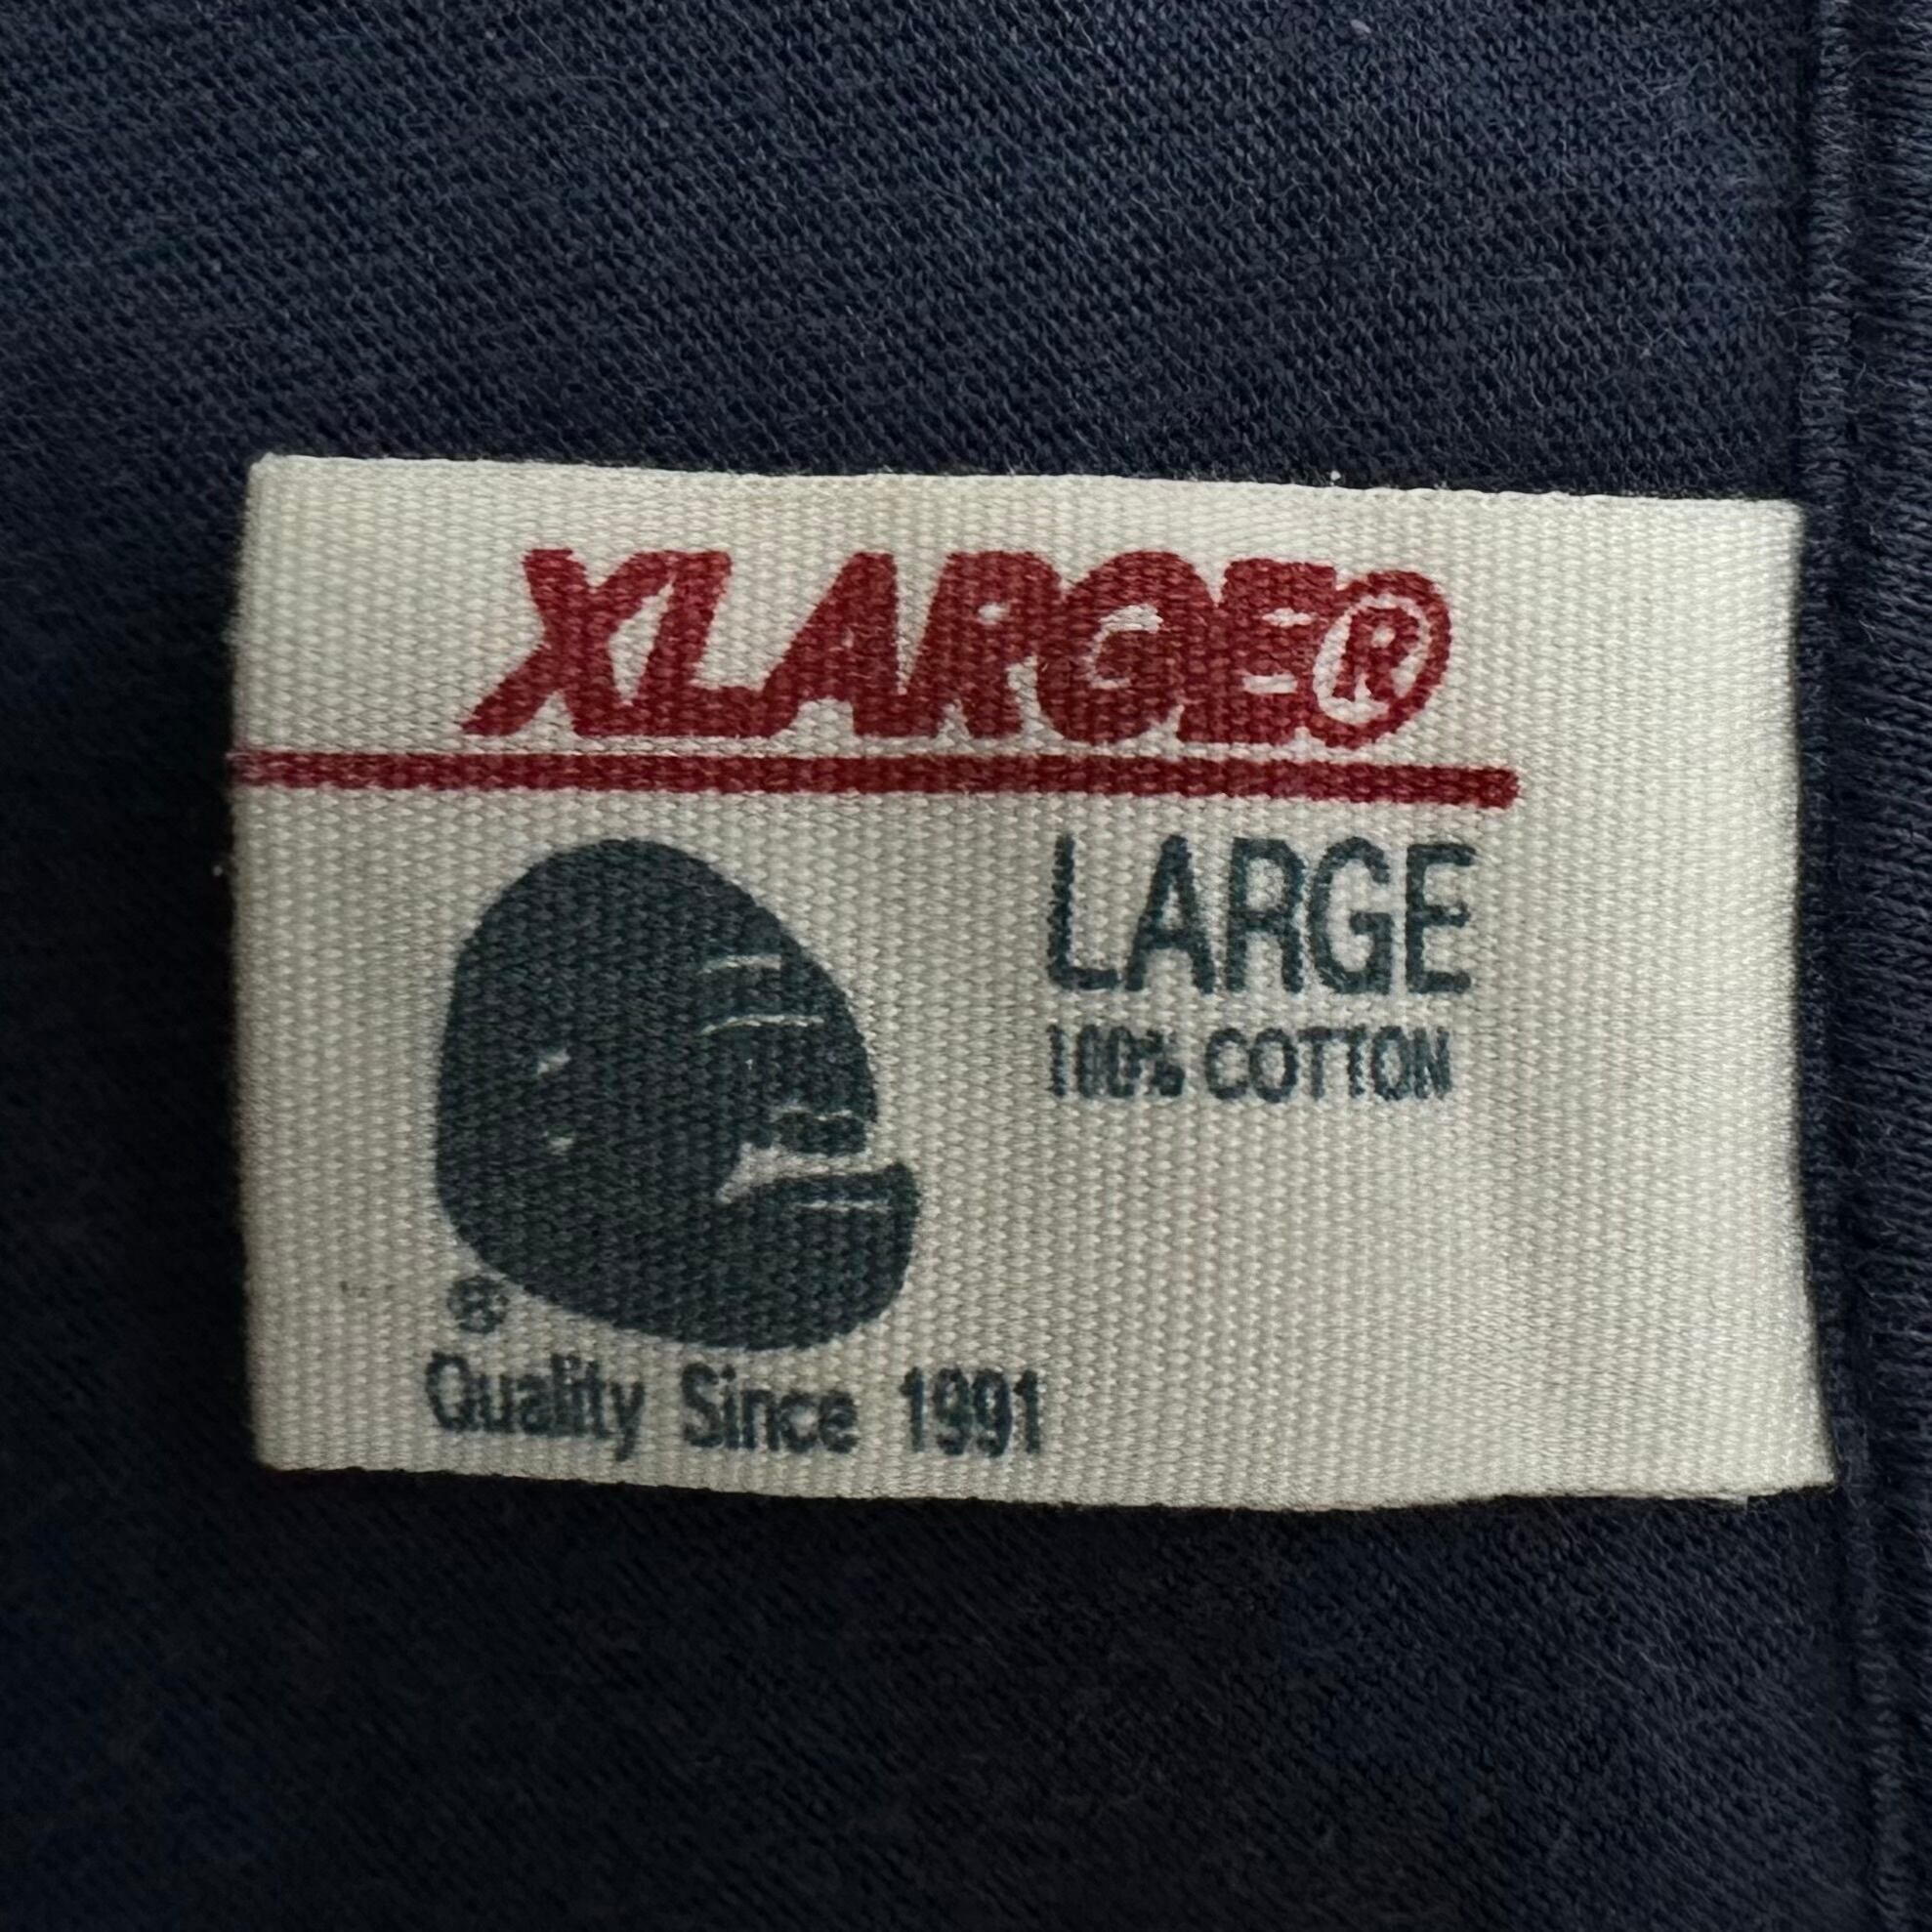 XLARGE®
LARGE
100% COTTON
®
Quality Since 1991